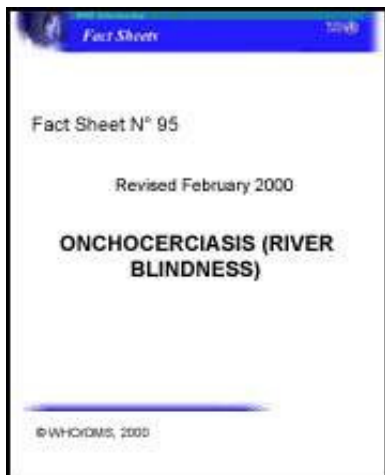 Fact Sheets
Fact Sheet N° 95
Revised February 2000
ONCHOCERCIASIS (RIVER
BLINDNESS)
© WHO/OMS, 2000